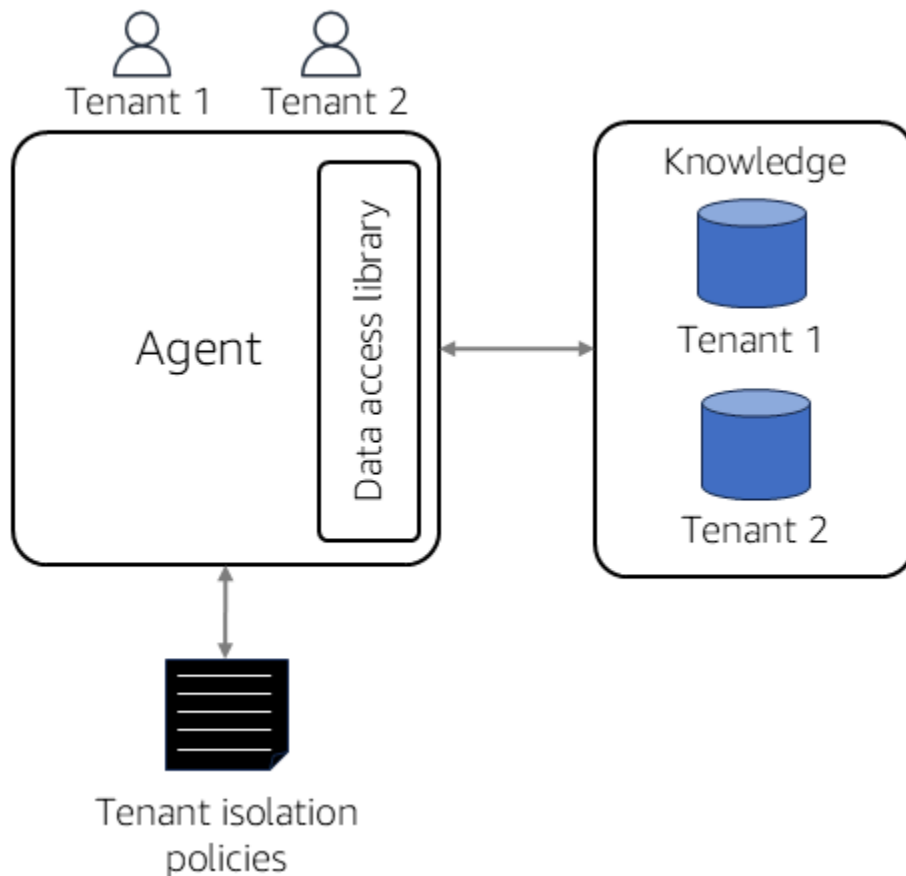 Tenant 1
Tenant 2
Agent
Data access library
Knowledge
Tenant 1
Tenant 2
Tenant isolation
policies